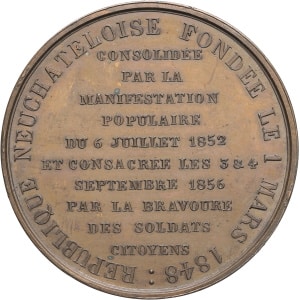 RÉPUBLIQUE NEUCHATELOISE FONDÉE LE 1 MARS 1848:
CONSOLIDÉE
PAR LA
MANIFESTATION
POPULAIRE
DU 6 JUILLET 1852
ET CONSACREE LES 3 & 4
SEPTEMBRE 1856
PAR LA BRAVOURE
DES SOLDATS
CITOYENS